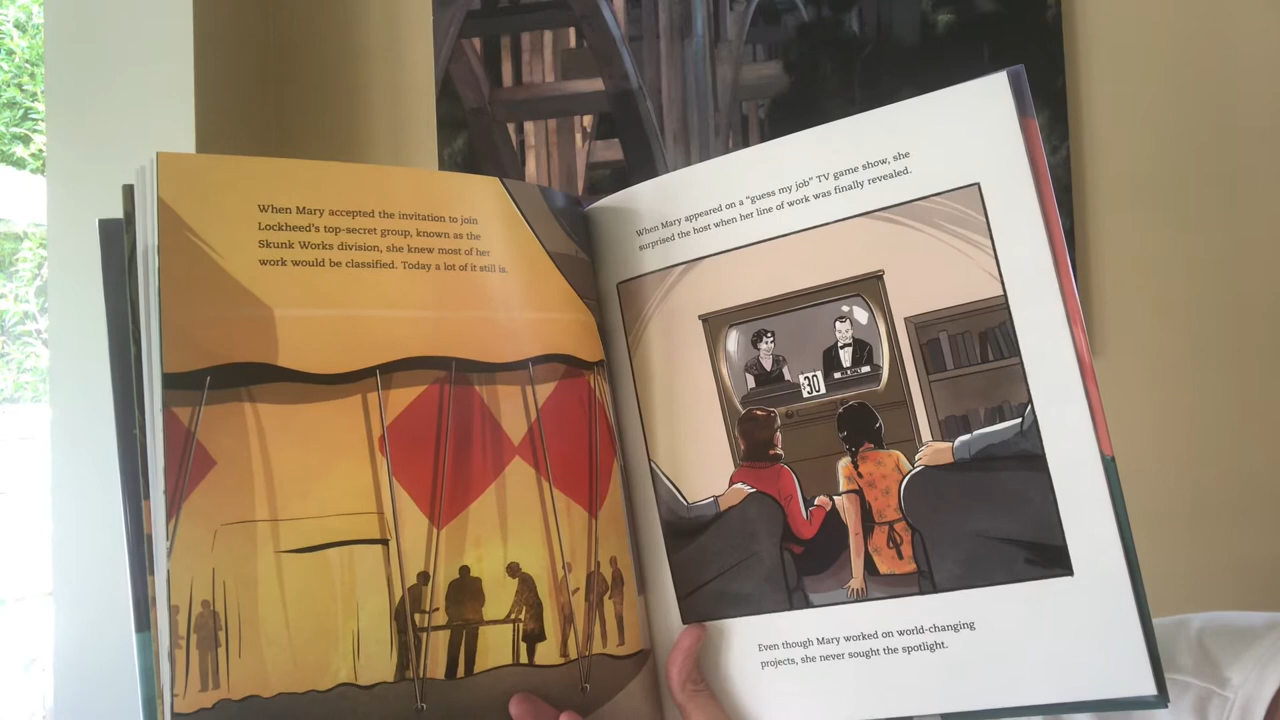 When Mary accepted the invitation to join
Lockheed's top-secret group, known as the
Skunk Works division, she knew most of her
work would be classified. Today a lot of it still is.
When Mary appeared on a "guess my job" TV game show, she
surprised the host when her line of work was finally revealed.
$30
MR DALY
Even though Mary worked on world-changing
projects, she never sought the spotlight.